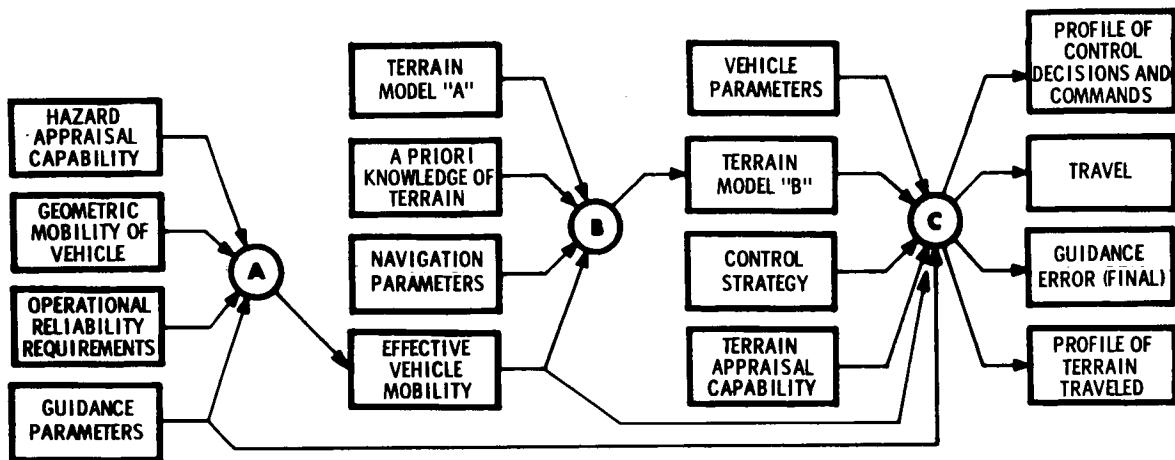 HAZARD
APPRAISAL
CAPABILITY
GEOMETRIC
MOBILITY OF
VEHICLE
OPERATIONAL
RELIABILITY
REQUIREMENTS
GUIDANCE
PARAMETERS
A
TERRAIN
MODEL "A"
A PRIORI
KNOWLEDGE OF
TERRAIN
NAVIGATION
PARAMETERS
EFFECTIVE
VEHICLE
MOBILITY
B
VEHICLE
PARAMETERS
TERRAIN
MODEL "B"
CONTROL
STRATEGY
TERRAIN
APPRAISAL
CAPABILITY
C
PROFILE OF
CONTROL
DECISIONS AND
COMMANDS
TRAVEL
GUIDANCE
ERROR (FINAL)
PROFILE OF
TERRAIN
TRAVELED